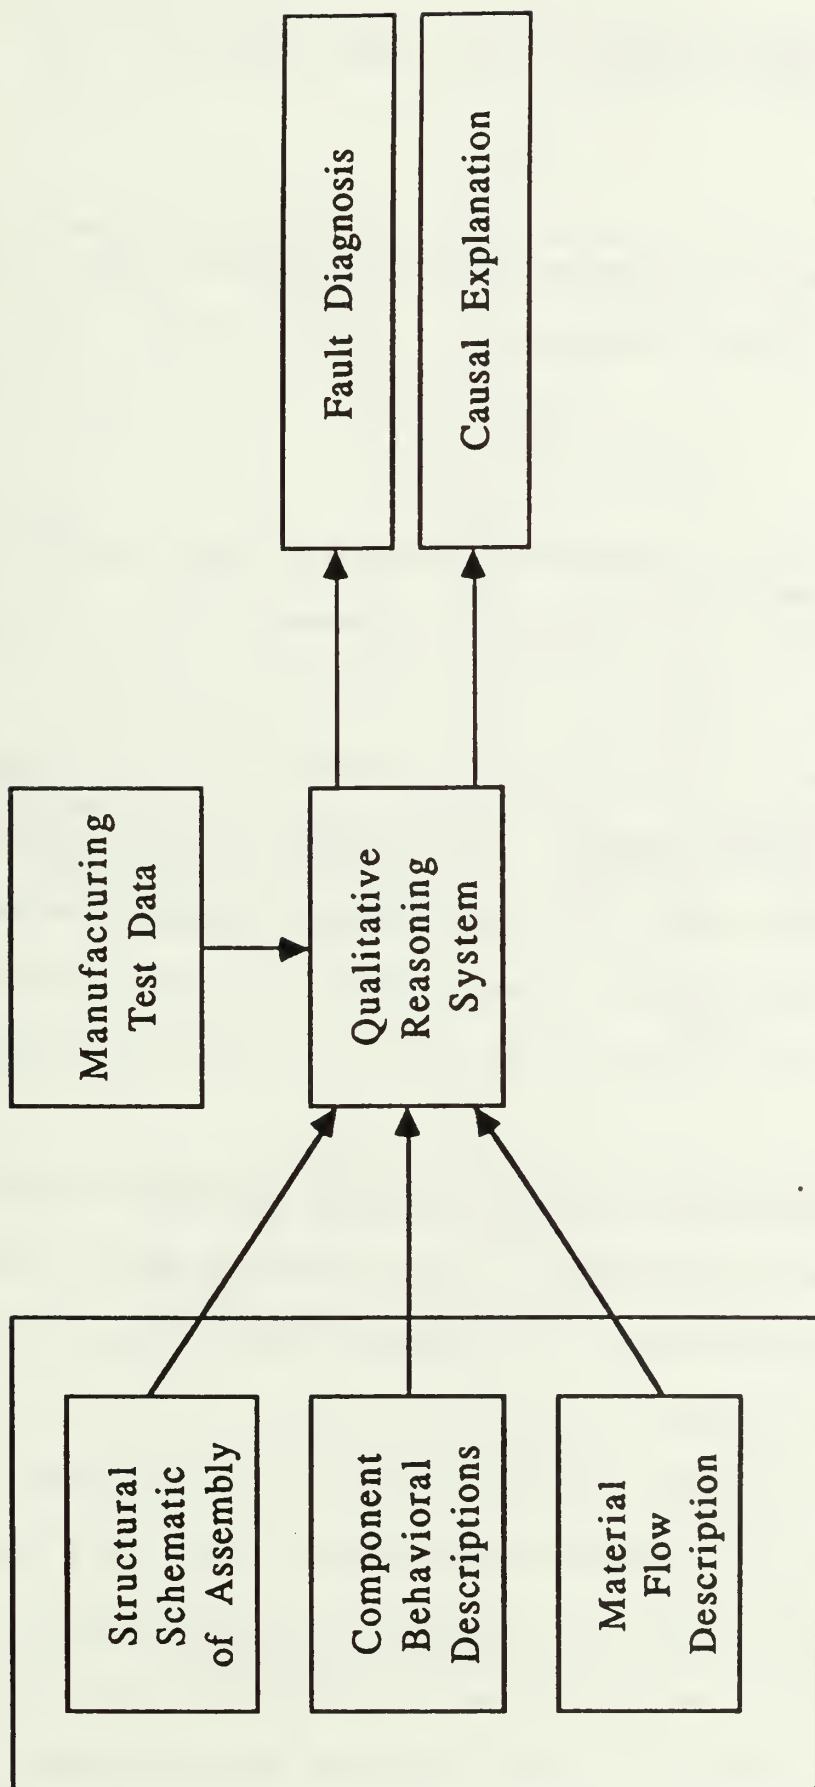 Manufacturing
Test Data
Structural
Schematic
of Assembly
Component
Behavioral
Descriptions
Material
Flow
Description
Qualitative
Reasoning
System
Fault Diagnosis
Causal Explanation